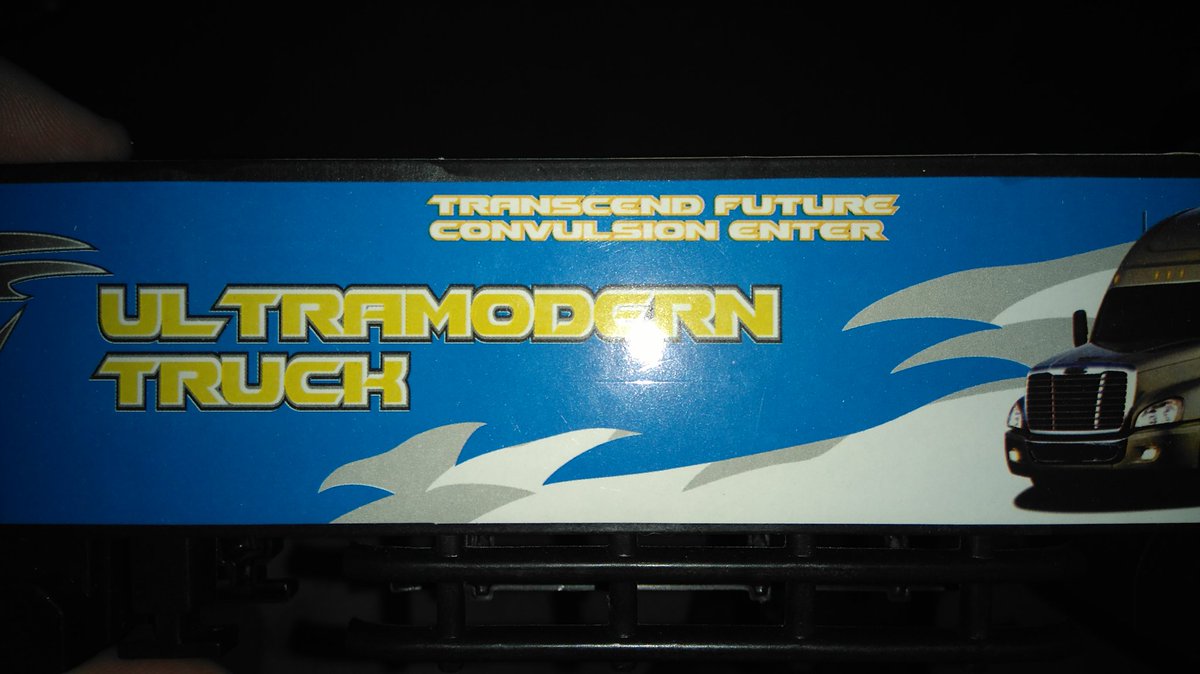 TRANSCEND FUTURE
CONVULSION ENTER
ULTRAMODERN
TRUCK